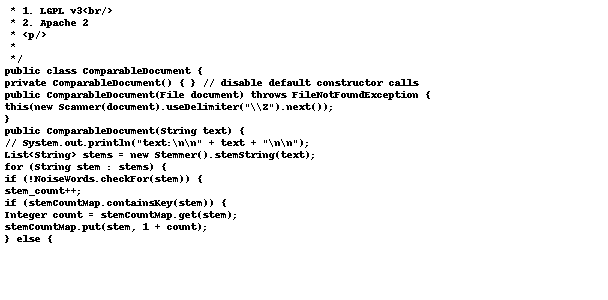 * 1. LGPL v3<br/>
* 2. Apache 2
* <p/>
*
*/
public class ComparableDocument {
private ComparableDocument() { } // disable default constructor calls
public ComparableDocument(File document) throws FileNotFoundException {
this(new Scanner(document).useDelimiter("\\Z").next());
}
public ComparableDocument(String text) {
// System.out.println("text:\n\n" + text + "\n\n");
List<String> stems = new Stemmer().stemString(text);
for (String stem : stems) {
if (!NoiseWords.checkFor(stem)) {
stem_count++;
if (stemCountMap.containsKey(stem)) {
Integer count = stemCountMap.get(stem);
stemCountMap.put(stem, 1 + count);
} else {